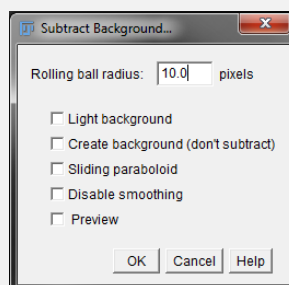 Subtract Background...
Rolling ball radius: 10.0 pixels
Light background
Create background (don't subtract)
Sliding paraboloid
Disable smoothing
Preview
OK Cancel Help